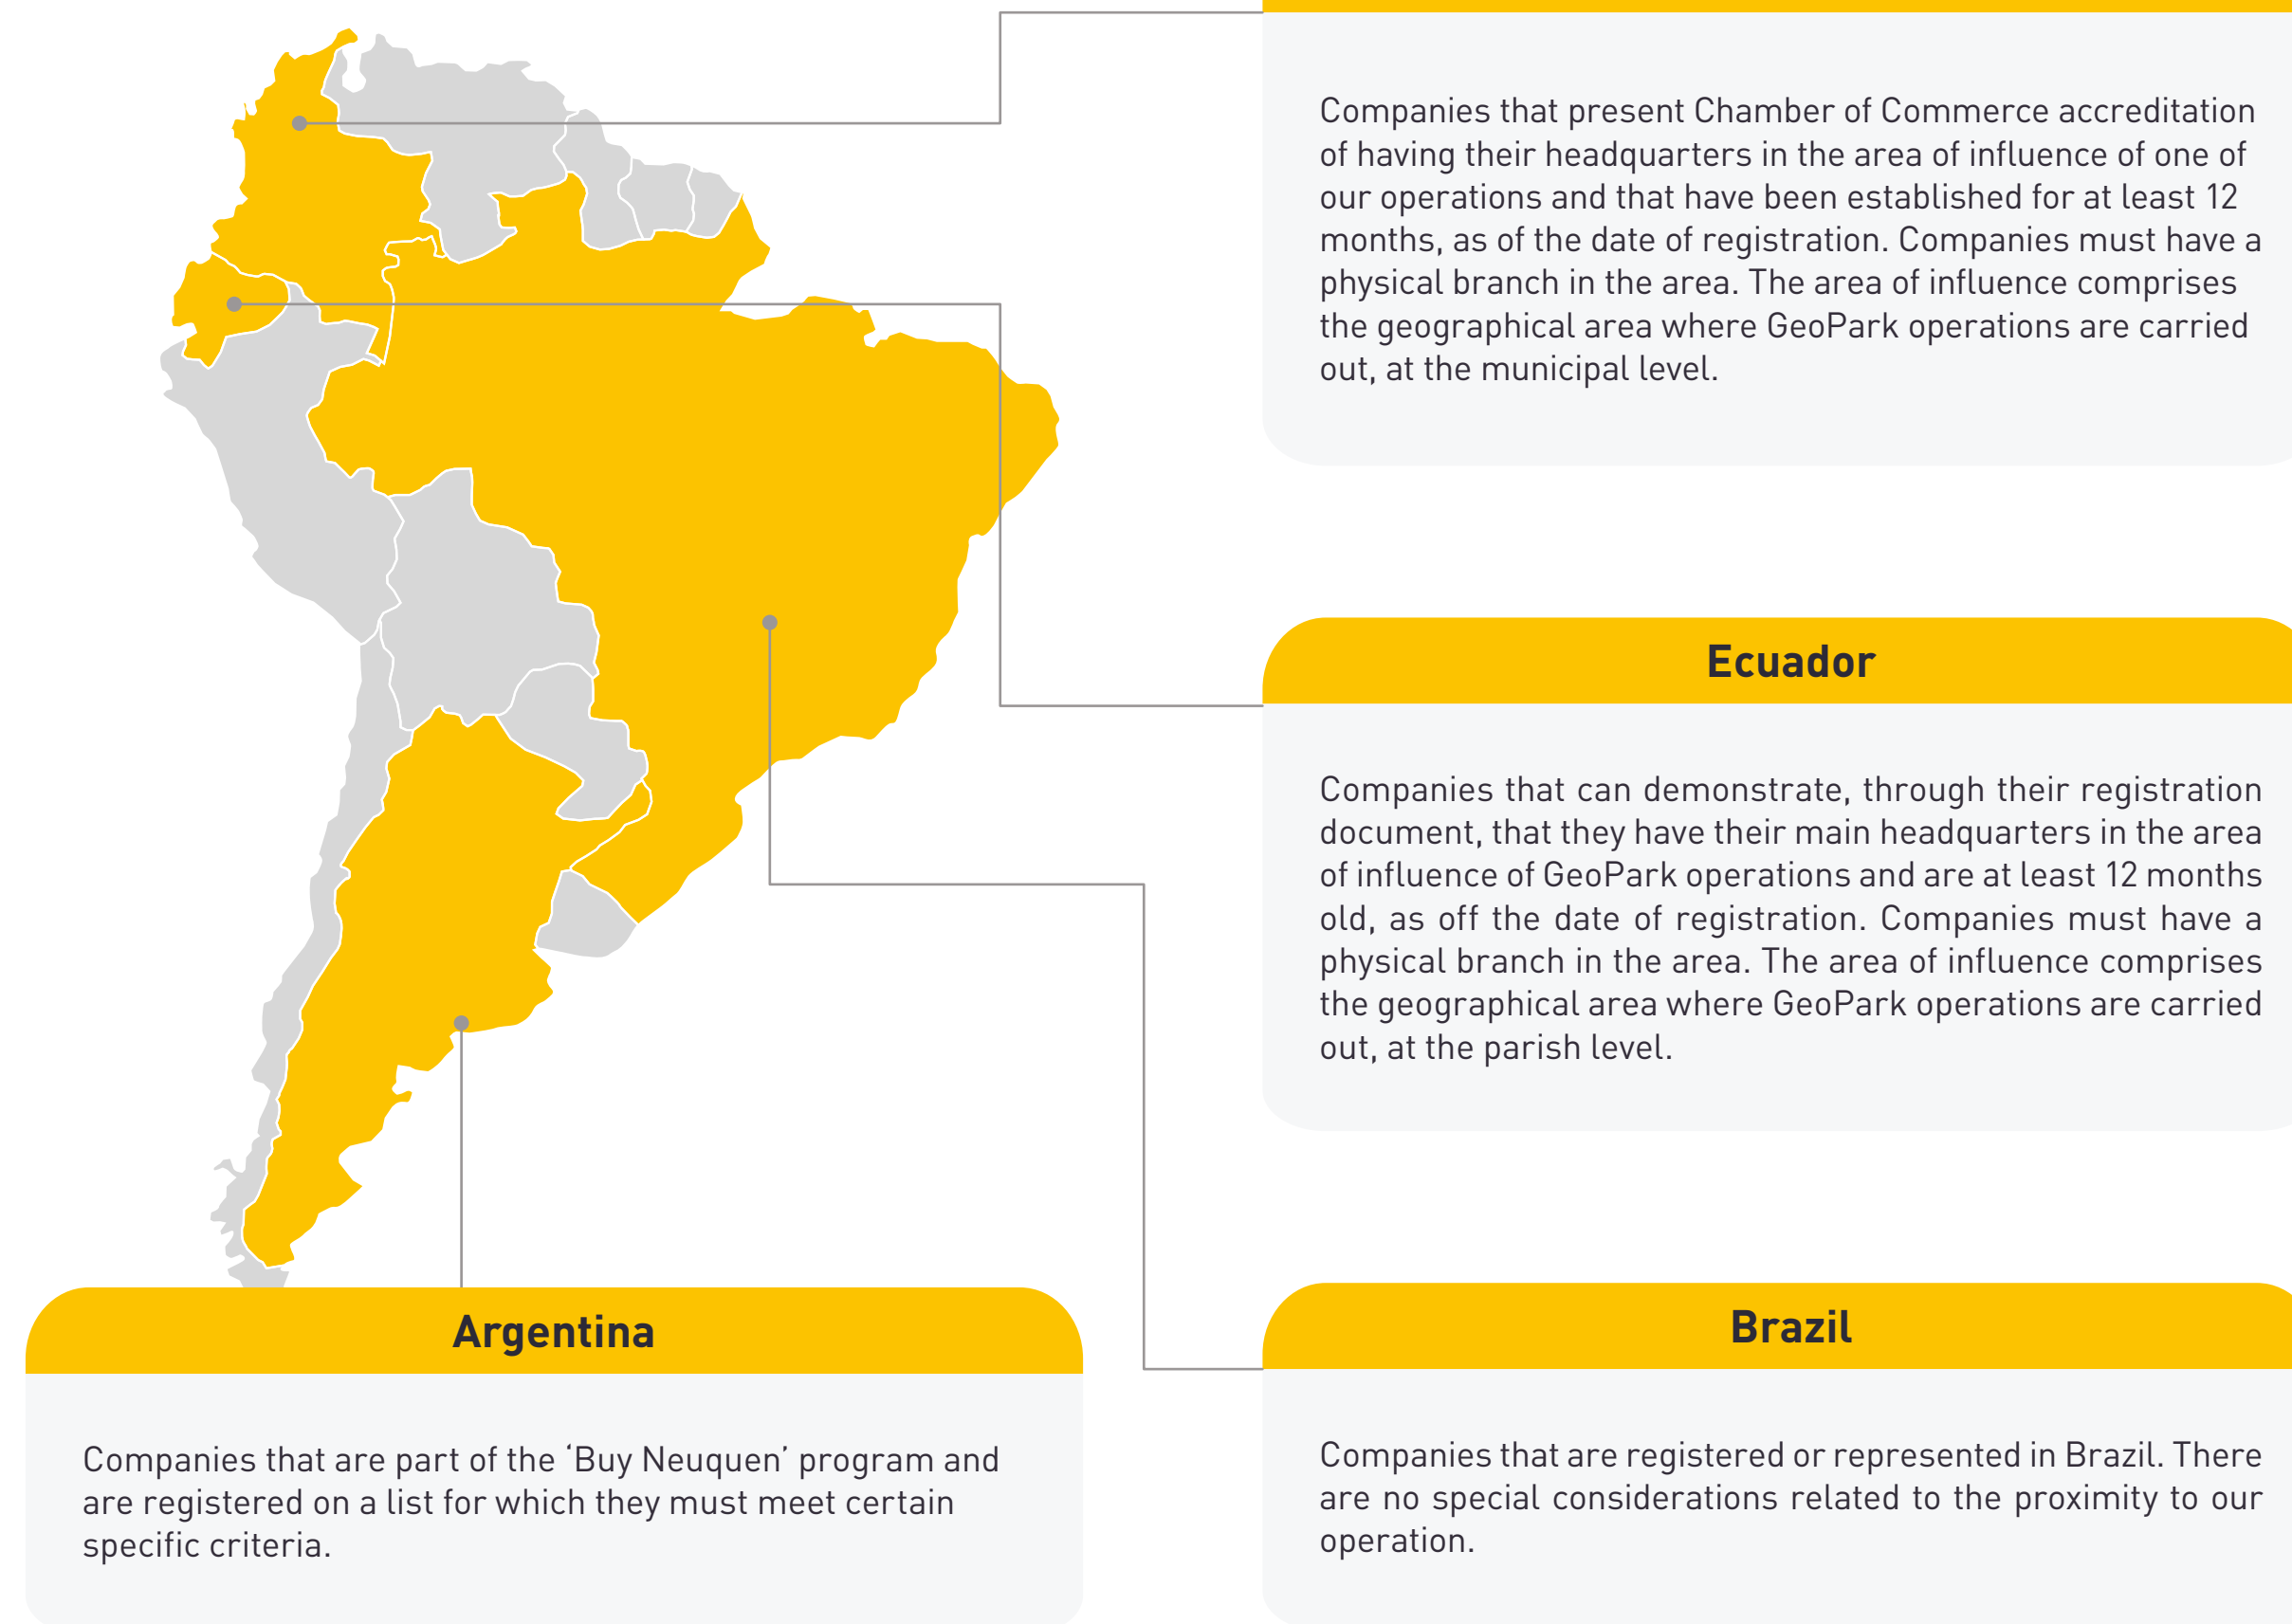 Companies that present Chamber of Commerce accreditation
of having their headquarters in the area of influence of one of
our operations and that have been established for at least 12
months, as of the date of registration. Companies must have a
physical branch in the area. The area of influence comprises
the geographical area where GeoPark operations are carried
out, at the municipal level.
Ecuador
Companies that can demonstrate, through their registration
document, that they have their main headquarters in the area
of influence of GeoPark operations and are at least 12 months
old, as off the date of registration. Companies must have a
physical branch in the area. The area of influence comprises
the geographical area where GeoPark operations are carried
out, at the parish level.
Argentina
Companies that are part of the ‘Buy Neuquen’ program and
are registered on a list for which they must meet certain
specific criteria.
Brazil
Companies that are registered or represented in Brazil. There
are no special considerations related to the proximity to our
operation.